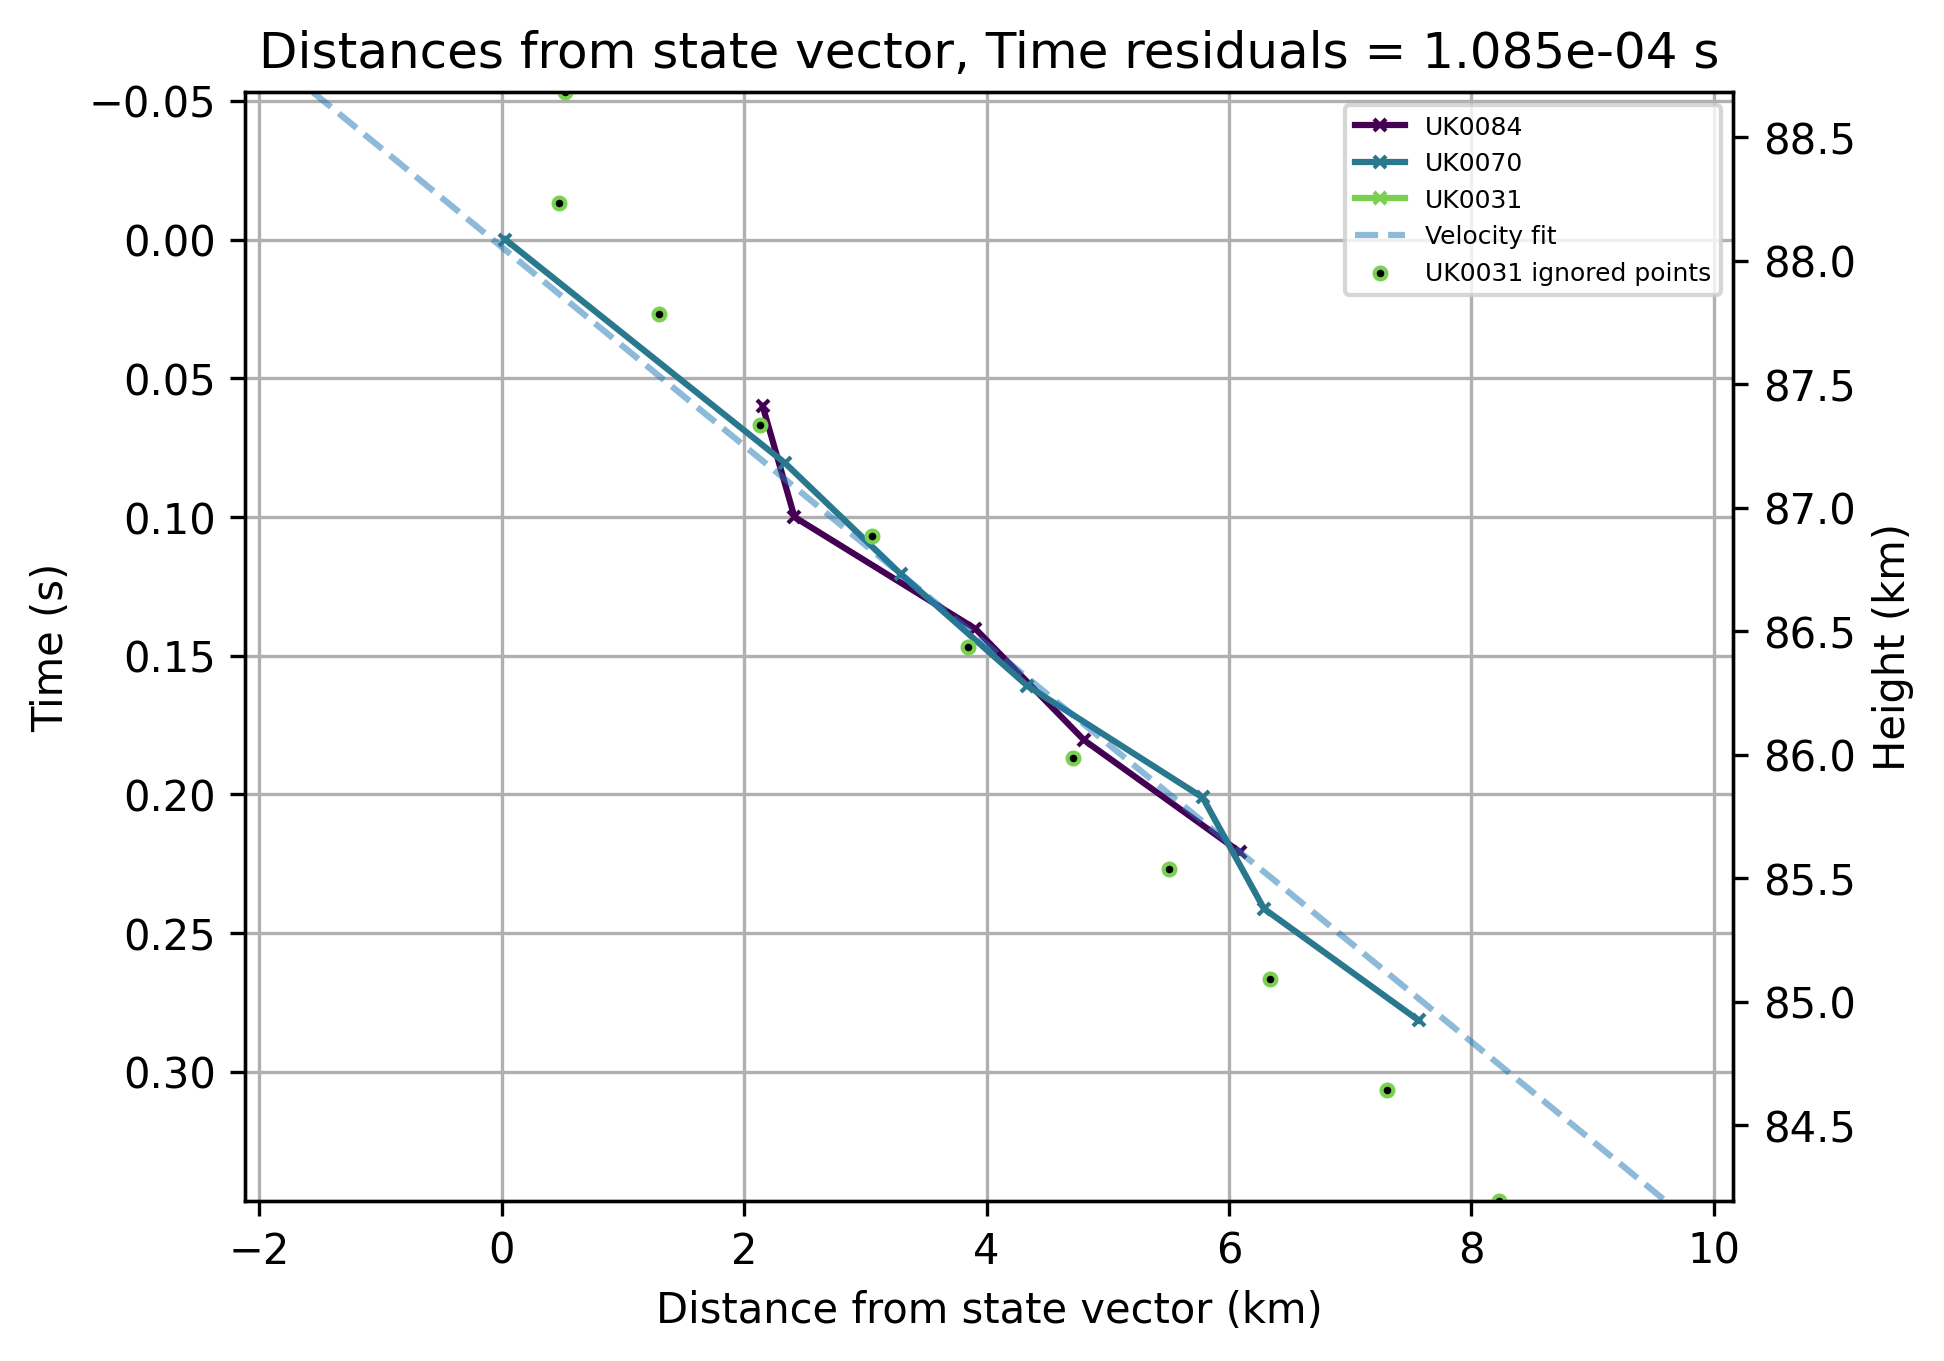 Distances from state vector, Time residuals = 1.085e-04 s
UK0084
UK0070
UK0031
Velocity fit
UK0031 ignored points
−0.05
0.00
0.05
0.10
0.15
0.20
0.25
0.30
Time (s)
88.5
88.0
87.5
87.0
86.5
86.0
85.5
85.0
84.5
Height (km)
−2 0 2 4 6 8 10
Distance from state vector (km)